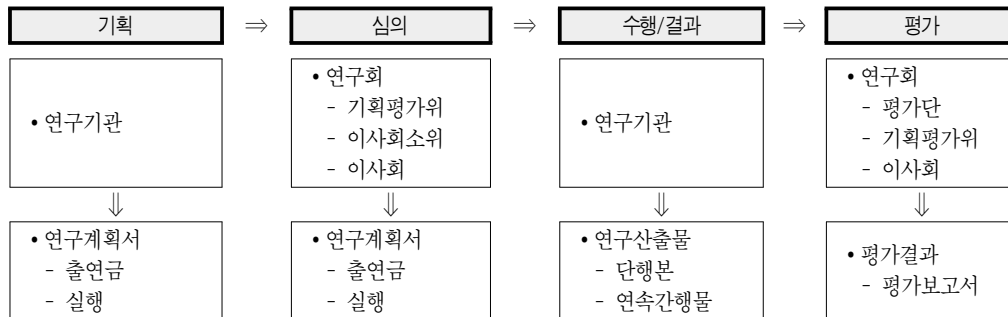 기획 ⇒ 심의 ⇒ 수행/결과 ⇒ 평가
• 연구기관
• 연구회
- 기획평가위
- 이사회소위
- 이사회
• 연구기관
• 연구회
- 평가단
- 기획평가위
- 이사회
⇓ ⇓ ⇓ ⇓
• 연구계획서
- 출연금
- 실행
• 연구계획서
- 출연금
- 실행
• 연구산출물
- 단행본
- 연속간행물
• 평가결과
- 평가보고서